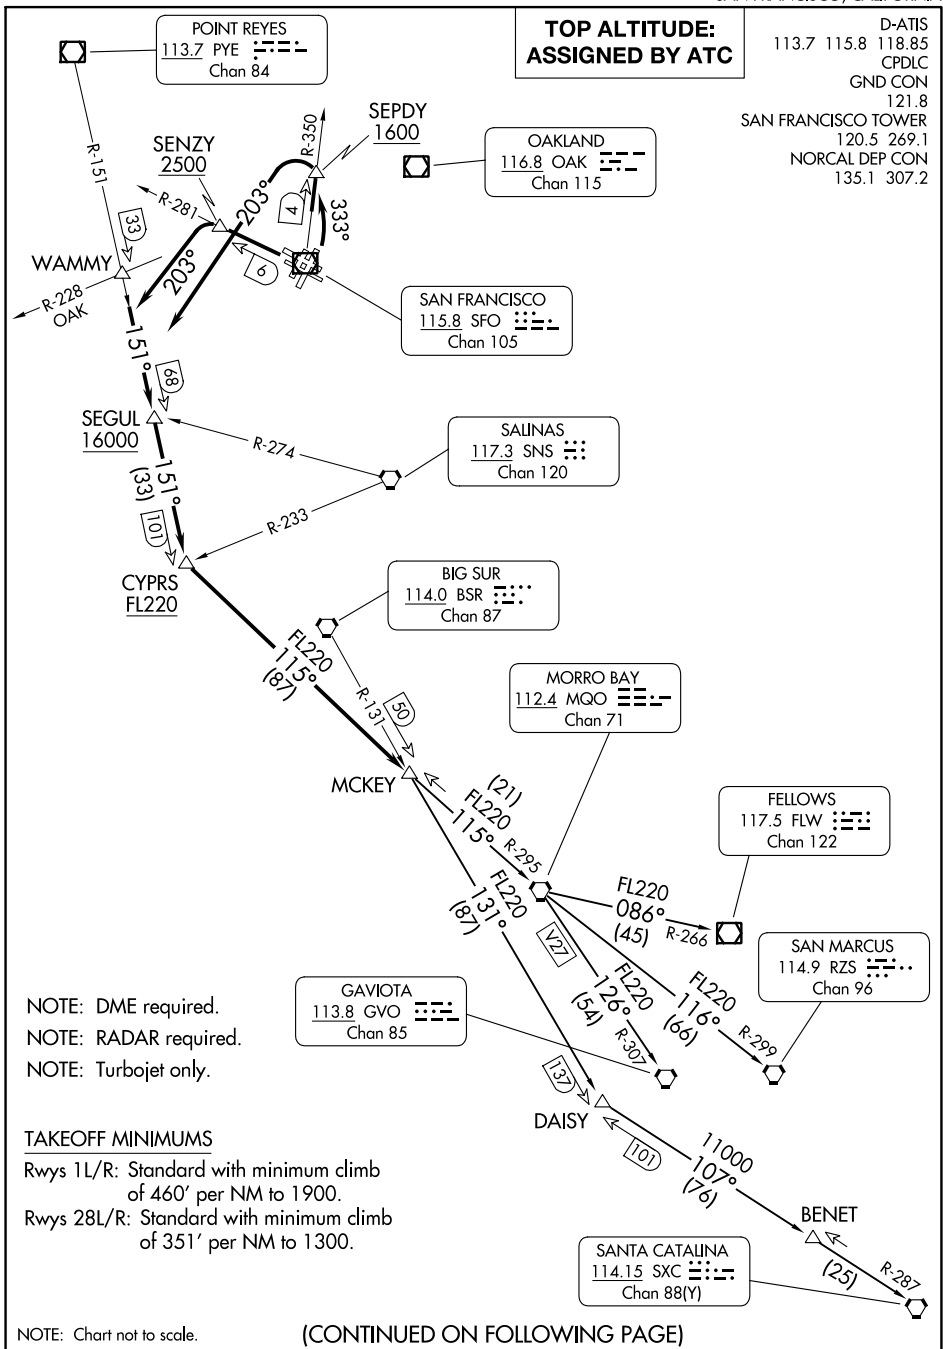 POINT REYES
113.7 PYE
Chan 84
TOP ALTITUDE:
ASSIGNED BY ATC
D-ATIS
113.7 115.8 118.85
CPDLC
GND CON
121.8
SAN FRANCISCO TOWER
120.5 269.1
NORCAL DEP CON
135.1 307.2
SEPDY
1600
SENZY
2500
OAKLAND
116.8 OAK
Chan 115
R-151
R-350
R-281
203°
4
333°
33
203°
6
WAMMY
R-228
OAK
SAN FRANCISCO
115.8 SFO
Chan 105
151°
68
SEGUL
16000
R-274
SALINAS
117.3 SNS
Chan 120
151°
(33)
101
R-233
CYPRS
FL220
BIG SUR
114.0 BSR
Chan 87
FL220
115°
(87)
R-131
50
MORRO BAY
112.4 MQO
Chan 71
MCKEY
(21)
FL220
115°
R-295
FELLOWS
117.5 FLW
Chan 122
FL220
131°
(87)
FL220
086°
(45)
R-266
V27
SAN MARCUS
114.9 RZS
Chan 96
FL220
126°
(54)
R-307
FL220
116°
(66)
R-299
GAVIOTA
113.8 GVO
Chan 85
NOTE: DME required.
NOTE: RADAR required.
NOTE: Turbojet only.
137
DAISY
101
11000
107°
(76)
BENET
TAKEOFF MINIMUMS
Rwys 1L/R: Standard with minimum climb
of 460' per NM to 1900.
Rwys 28L/R: Standard with minimum climb
of 351' per NM to 1300.
SANTA CATALINA
114.15 SXC
Chan 88(Y)
(25)
R-287
NOTE: Chart not to scale.
(CONTINUED ON FOLLOWING PAGE)